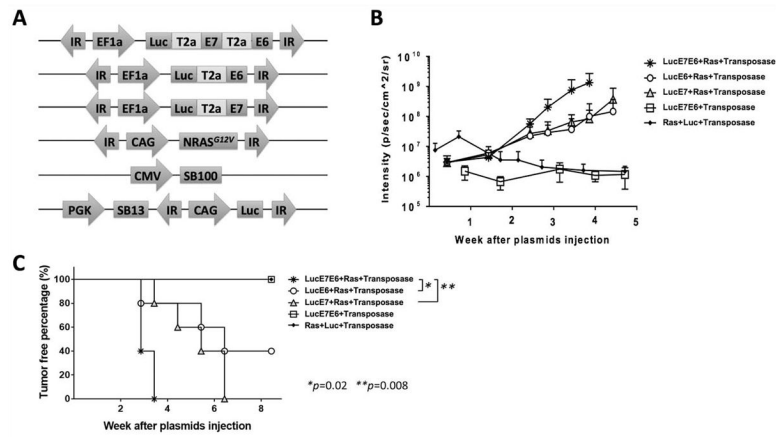 A
IR EF1a Luc T2a E7 T2a E6 IR
IR EF1a Luc T2a E6 IR
IR EF1a Luc T2a E7 IR
IR CAG NRAS^G12V IR
CMV SB100
PGK SB13 IR CAG Luc IR
B
Intensity (p/sec/cm^2/sr)
10^10
10^9
10^8
10^7
10^6
10^5
1 2 3 4 5
Week after plasmids injection
LucE7E6+Ras+Transposase
LucE6+Ras+Transposase
LucE7+Ras+Transposase
LucE7E6+Transposase
Ras+Luc+Transposase
C
Tumor free percentage (%)
100
80
60
40
20
0
2 4 6 8
Week after plasmids injection
LucE7E6+Ras+Transposase
LucE6+Ras+Transposase
LucE7+Ras+Transposase
LucE7E6+Transposase
Ras+Luc+Transposase
* **
*p=0.02 **p=0.008